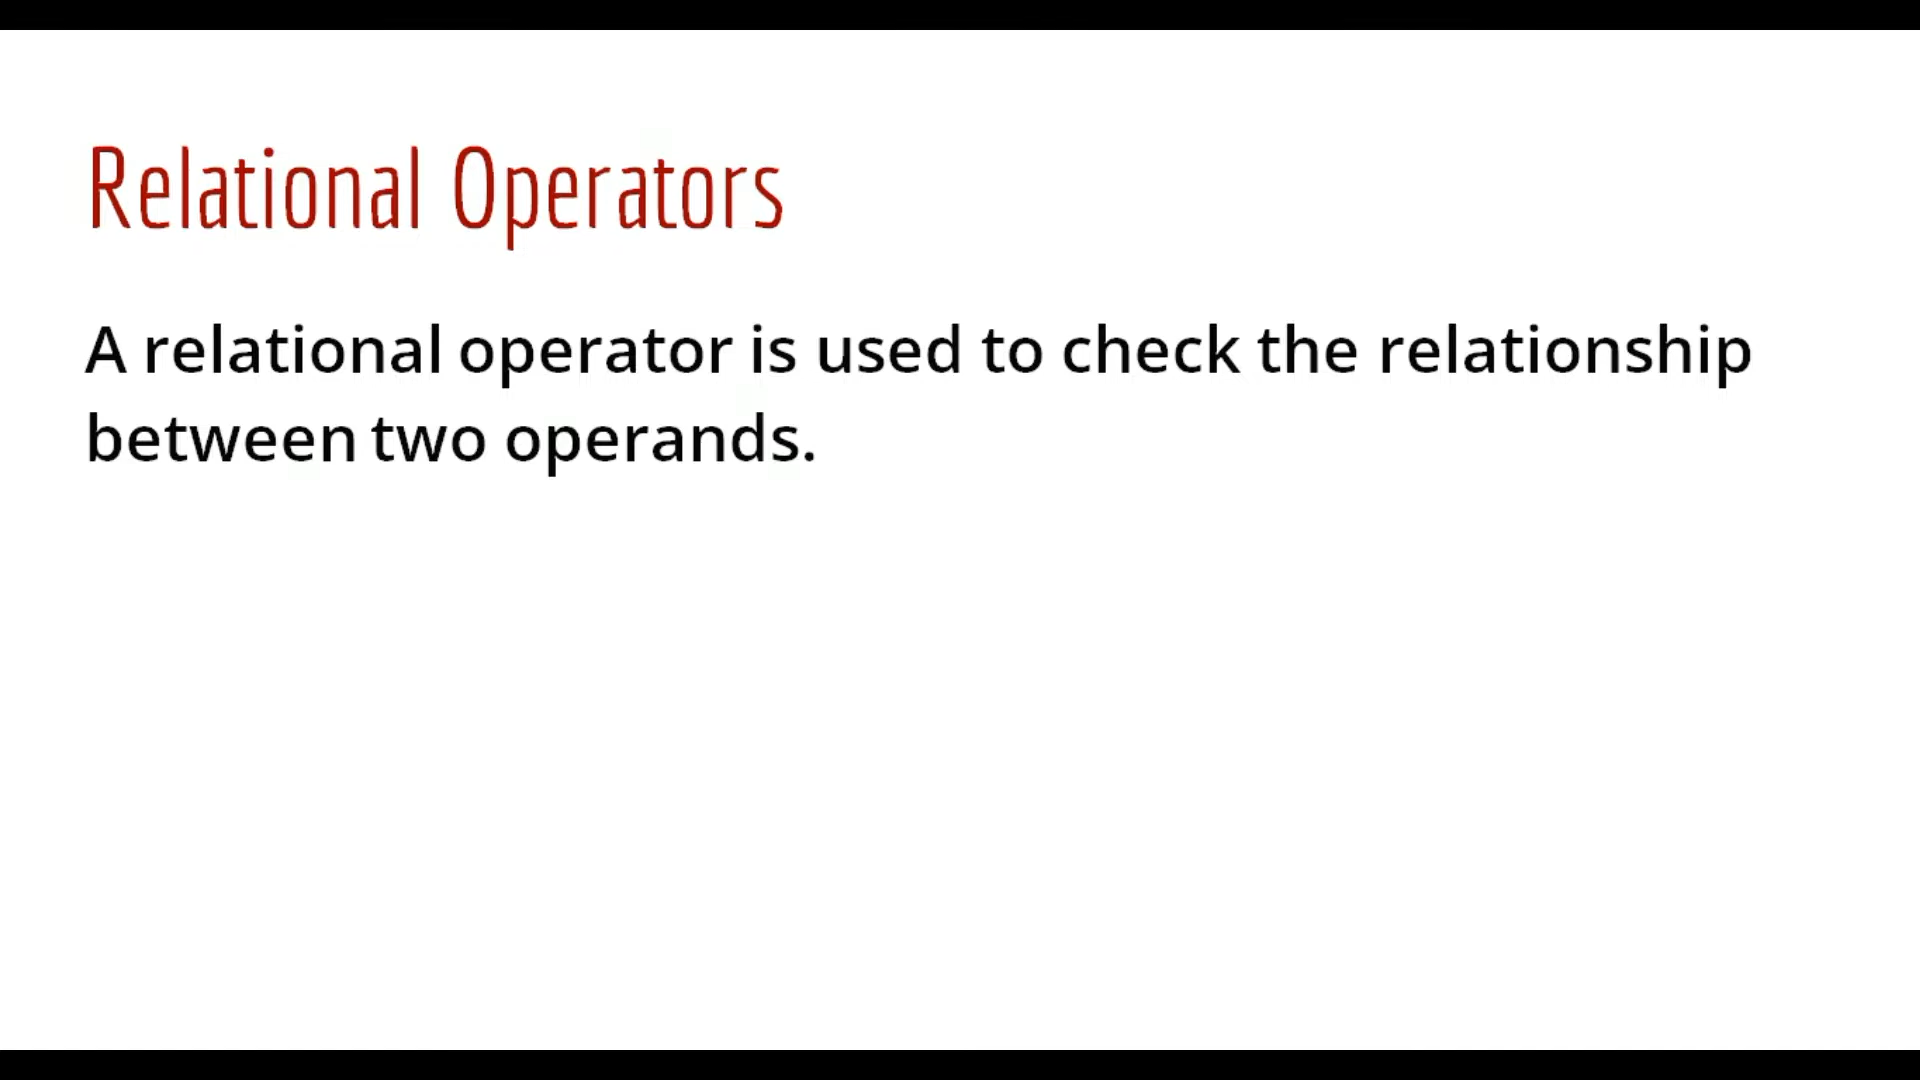 Relational Operators
A relational operator is used to check the relationship
between two operands.